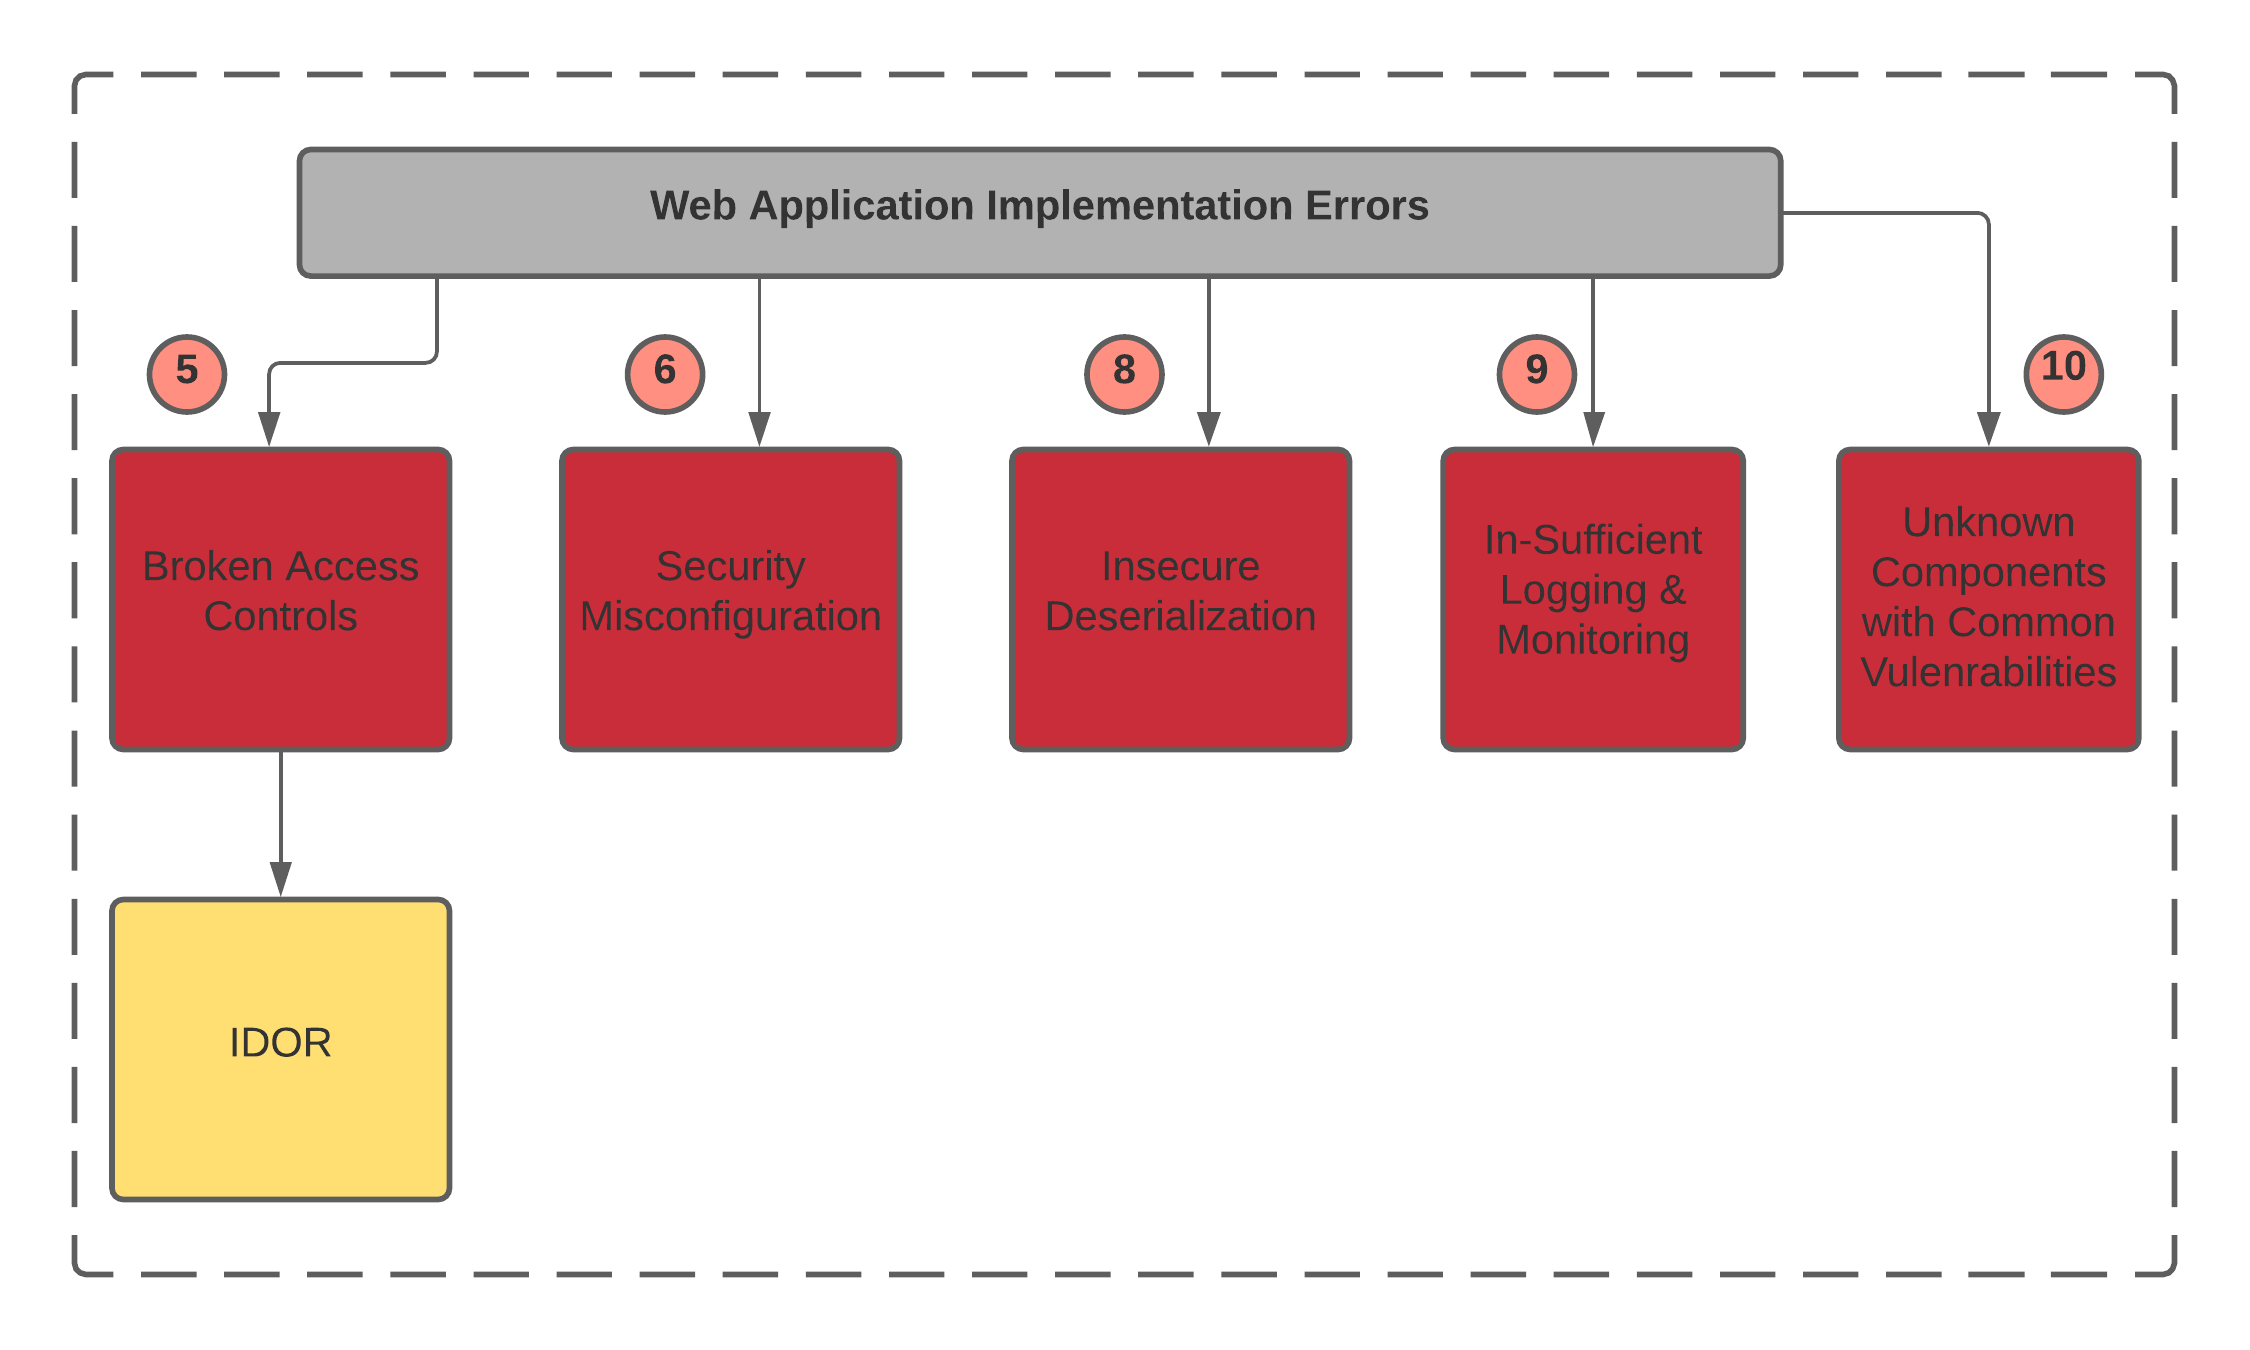 Web Application Implementation Errors
5
6
8
9
10
Broken Access
Controls
Security
Misconfiguration
Insecure
Deserialization
In-Sufficient
Logging &
Monitoring
Unknown
Components
with Common
Vulenrabilities
IDOR